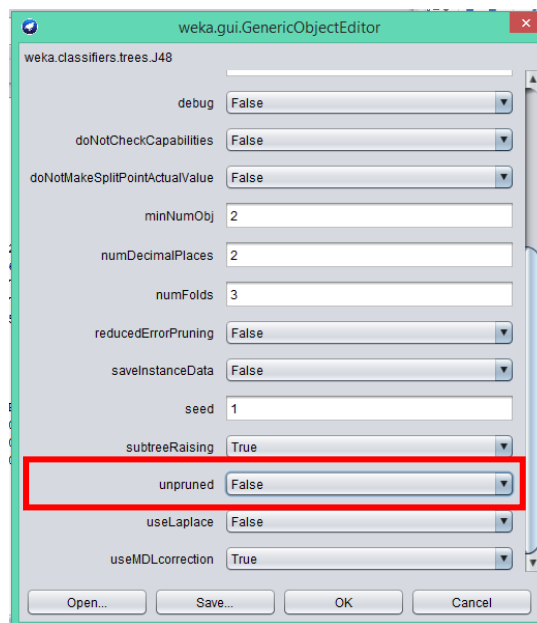 weka.gui.GenericObjectEditor
weka.classifiers.trees.J48
debug False
doNotCheckCapabilities False
doNotMakeSplitPointActualValue False
minNumObj 2
numDecimalPlaces 2
numFolds 3
reducedErrorPruning False
saveInstanceData False
seed 1
subtreeRaising True
unpruned False
useLaplace False
useMDLcorrection True
Open... Save... OK Cancel